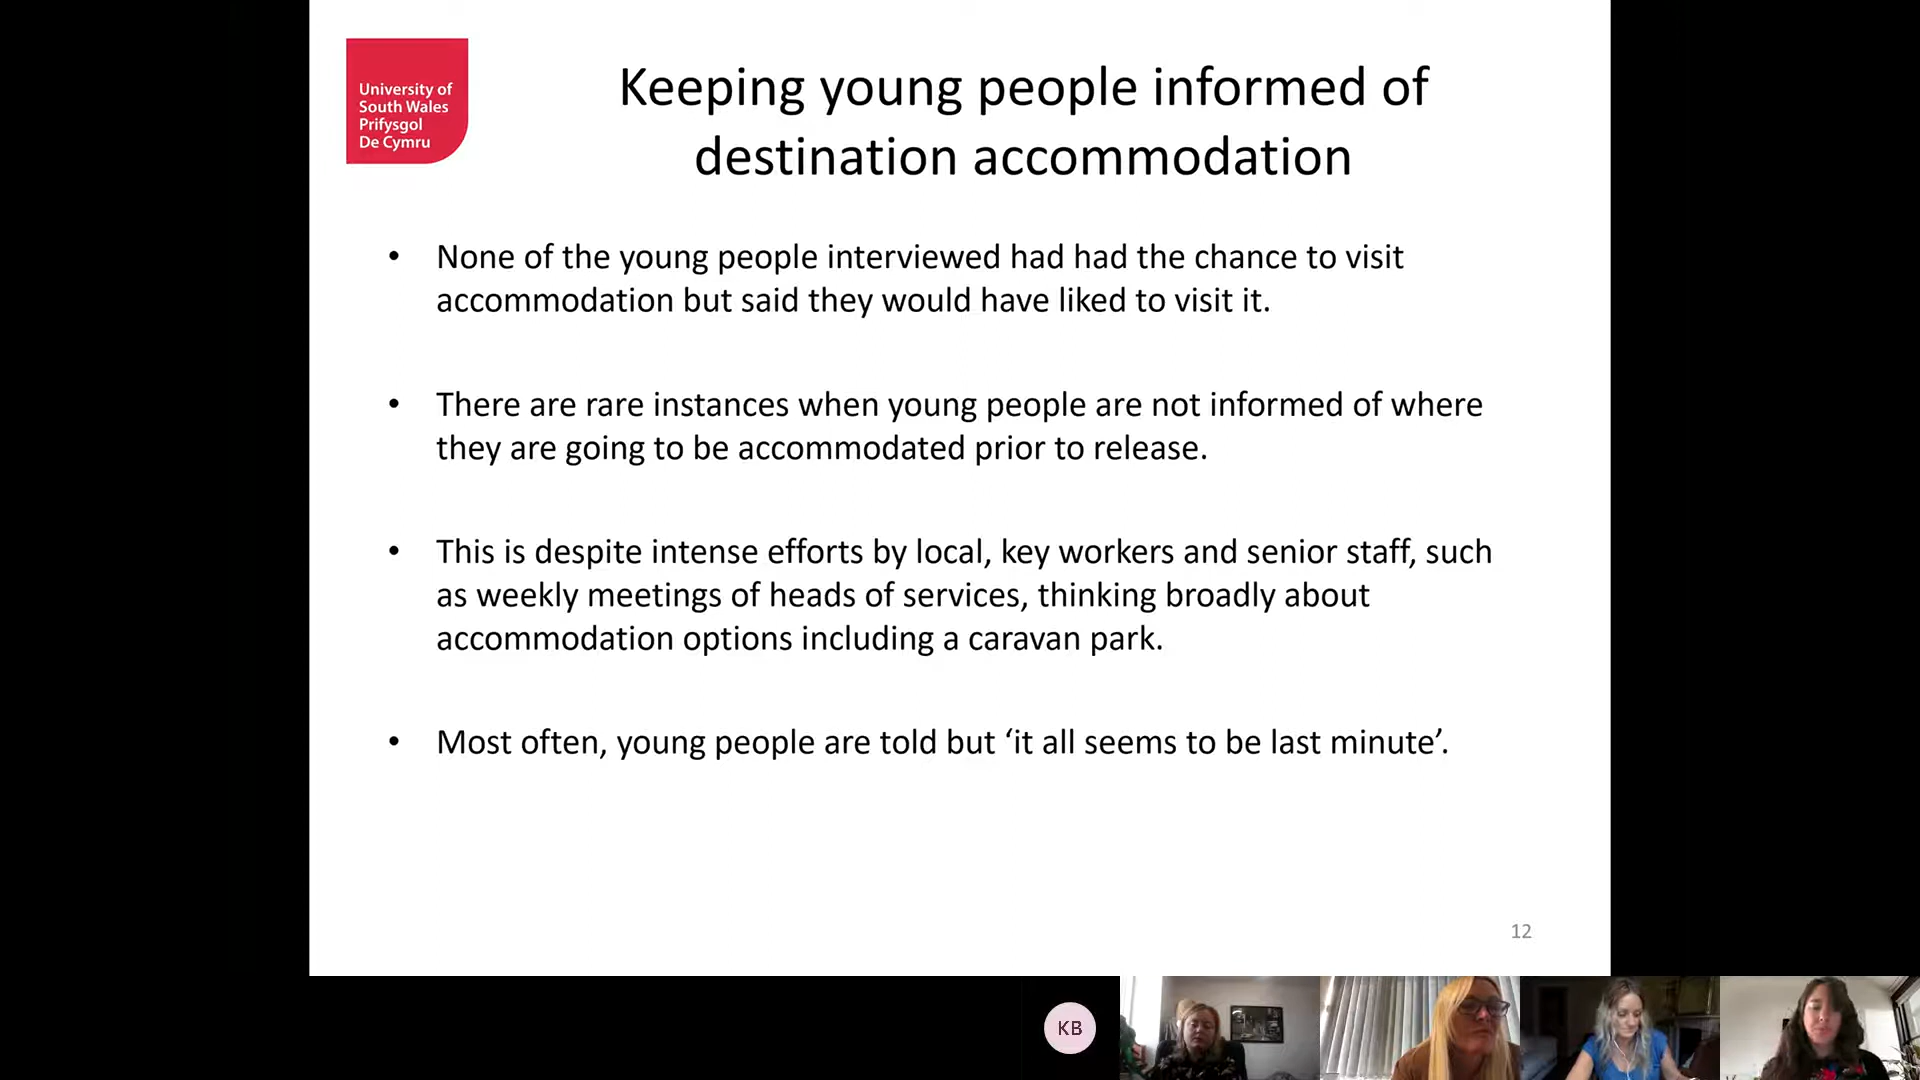 University of
South Wales
Prifysgol
De Cymru
Keeping young people informed of
destination accommodation
• None of the young people interviewed had had the chance to visit
accommodation but said they would have liked to visit it.
• There are rare instances when young people are not informed of where
they are going to be accommodated prior to release.
• This is despite intense efforts by local, key workers and senior staff, such
as weekly meetings of heads of services, thinking broadly about
accommodation options including a caravan park.
• Most often, young people are told but ‘it all seems to be last minute’.
12
KB